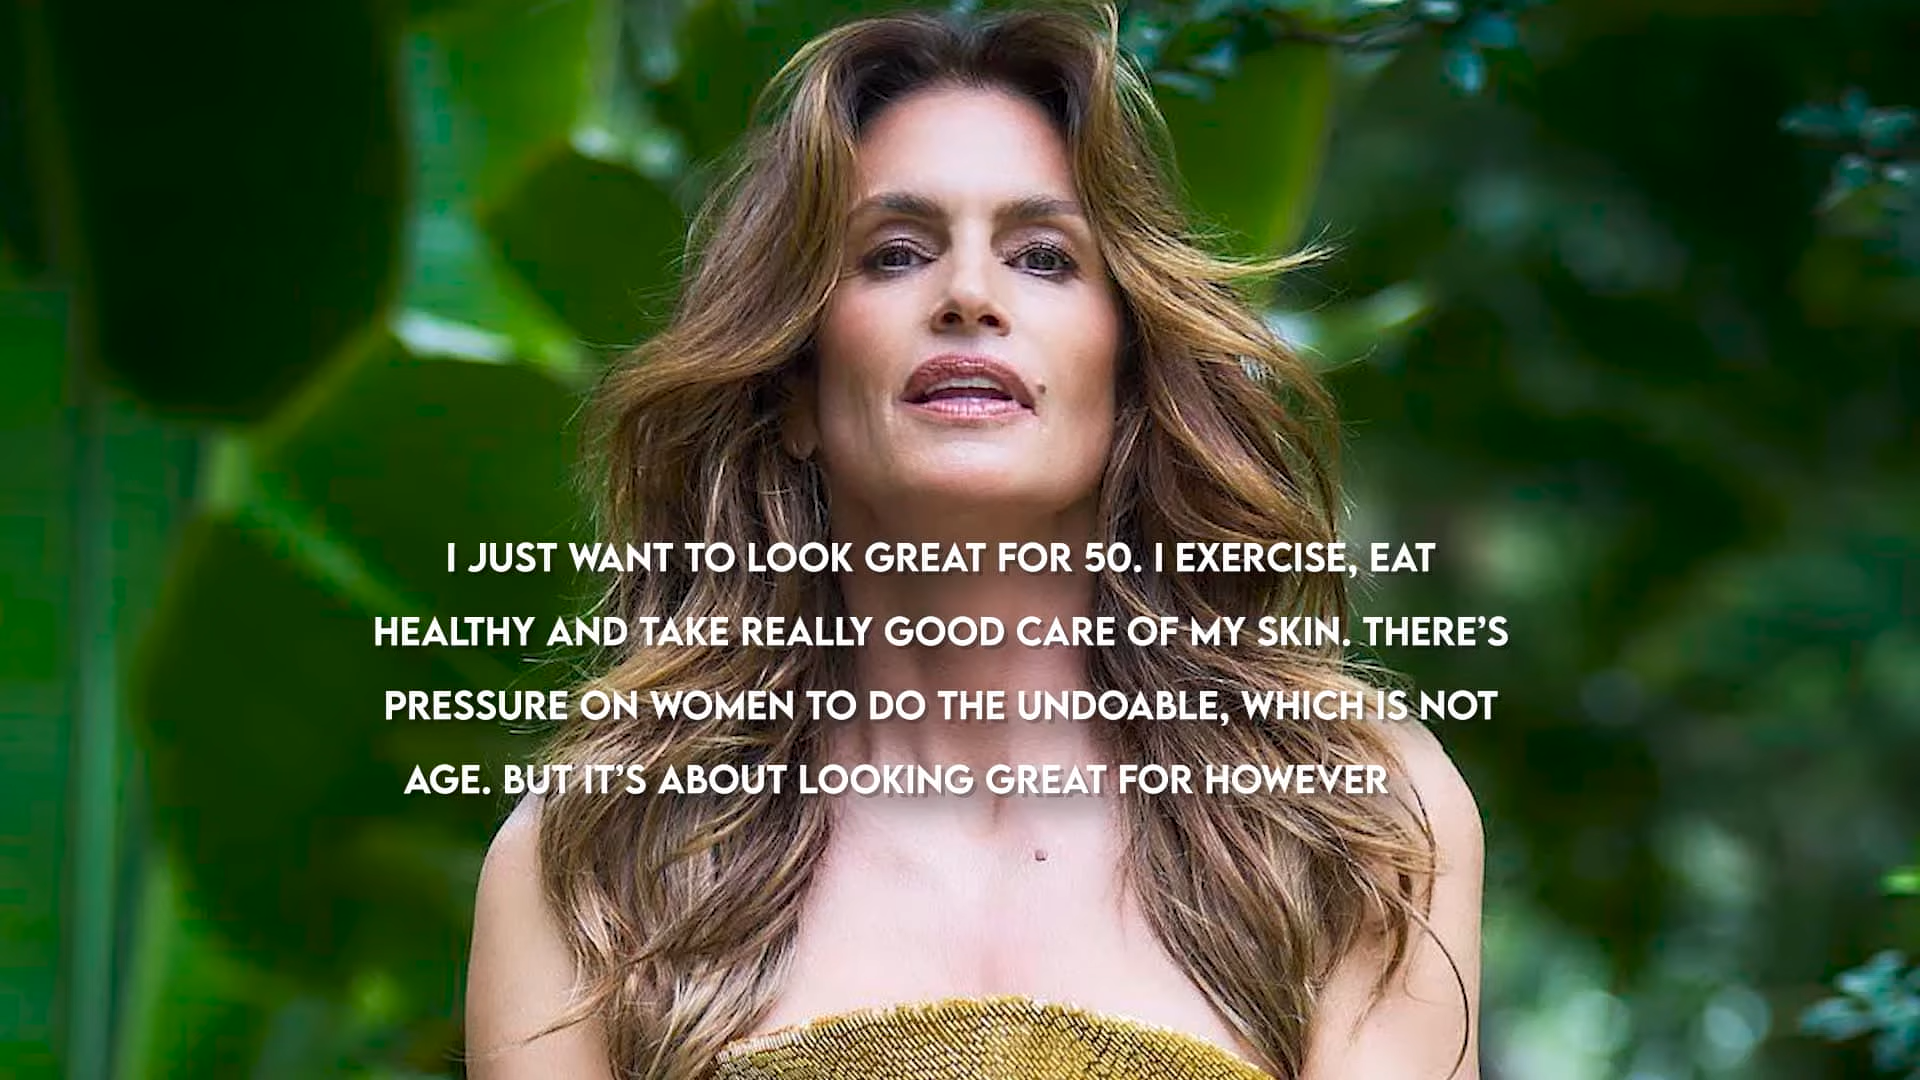 I JUST WANT TO LOOK GREAT FOR 50. I EXERCISE, EAT
HEALTHY AND TAKE REALLY GOOD CARE OF MY SKIN. THERE’S
PRESSURE ON WOMEN TO DO THE UNDOABLE, WHICH IS NOT
AGE. BUT IT’S ABOUT LOOKING GREAT FOR HOWEVER